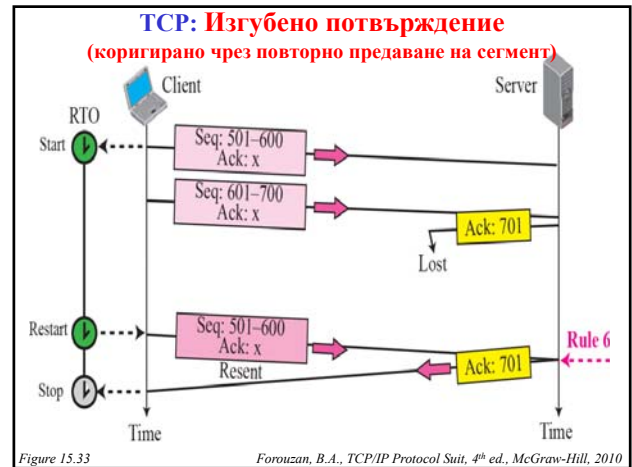 TCP: Изгубено потвърждение
(коригирано чрез повторно предаване на сегмент)
Client
Server
RTO
Start
Seq: 501–600
Ack: x
Seq: 601–700
Ack: x
Ack: 701
Lost
Restart
Seq: 501–600
Ack: x
Resent
Rule 6
Ack: 701
Stop
Time
Time
Figure 15.33
Forouzan, B.A., TCP/IP Protocol Suit, 4th ed., McGraw-Hill, 2010